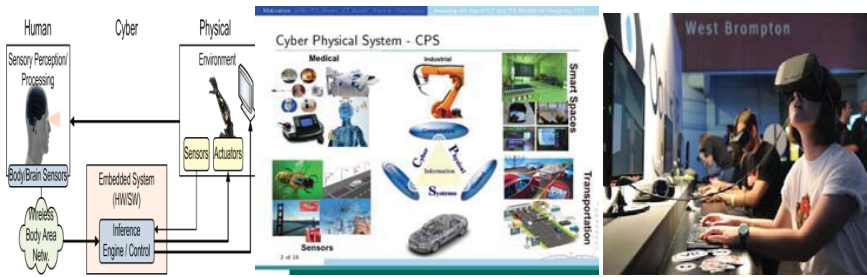 Human
Cyber
Physical
Sensory Perception/
Processing
Environment
Body/Brain Sensors
Sensors
Actuators
Embedded System
(HW/SW)
Wireless
Body Area
Netw.
Inference
Engine / Control
Motivation
Cyber Physical System - CPS
Medical
Industrial
Smart Spaces
Cyber
Physical
Information
Systems
Sensors
Transportation
West Brompton